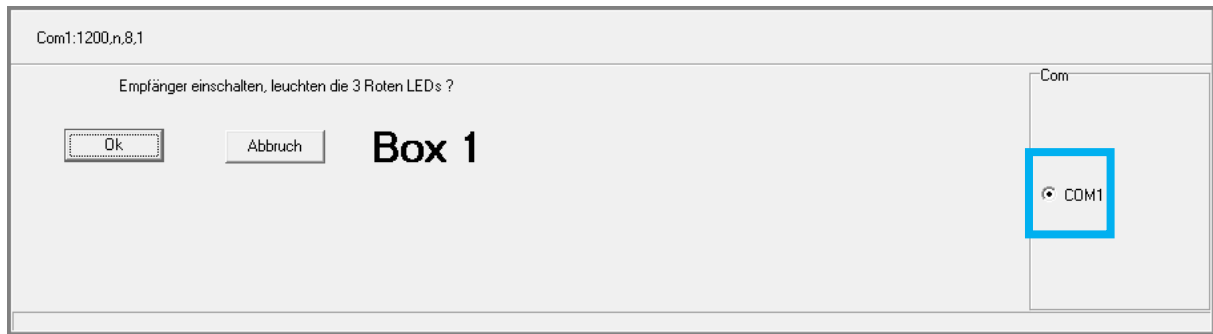 Com1:1200,n,8,1
Empfänger einschalten, leuchten die 3 Roten LEDs ?
Com
Ok
Abbruch
Box 1
COM1